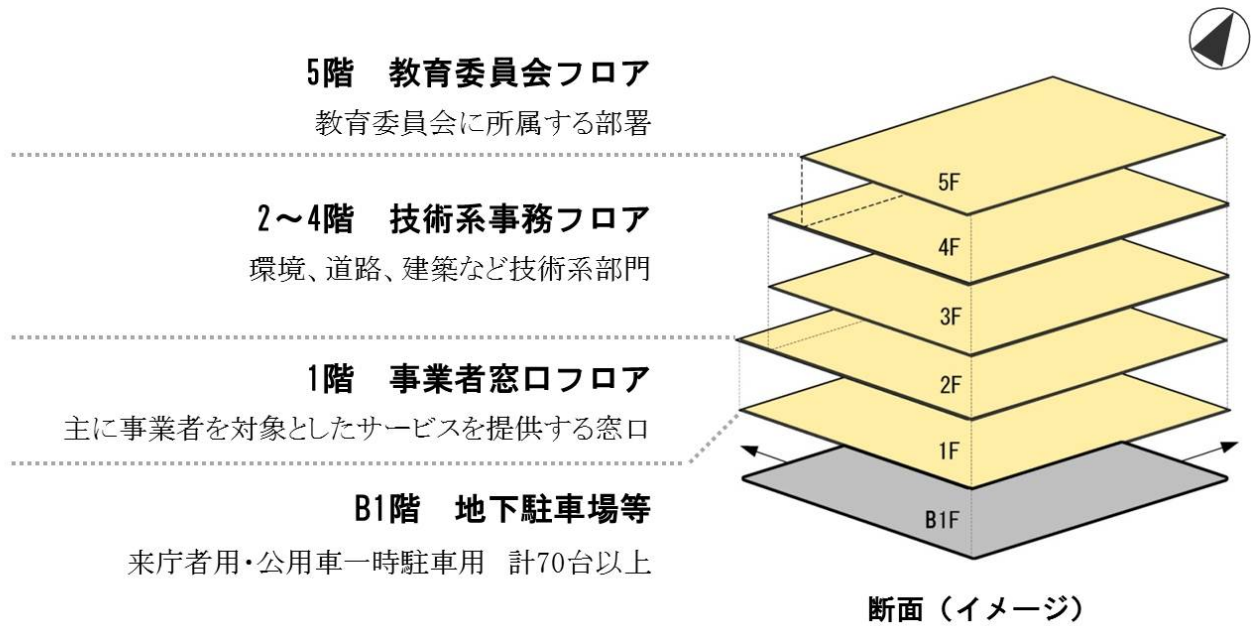 5階　教育委員会フロア
教育委員会に所属する部署
2～4階　技術系事務フロア
環境、道路、建築など技術系部門
1階　事業者窓口フロア
主に事業者を対象としたサービスを提供する窓口
B1階　地下駐車場等
来庁者用・公用車一時駐車用　計70台以上
5F
4F
3F
2F
1F
B1F
断面（イメージ）